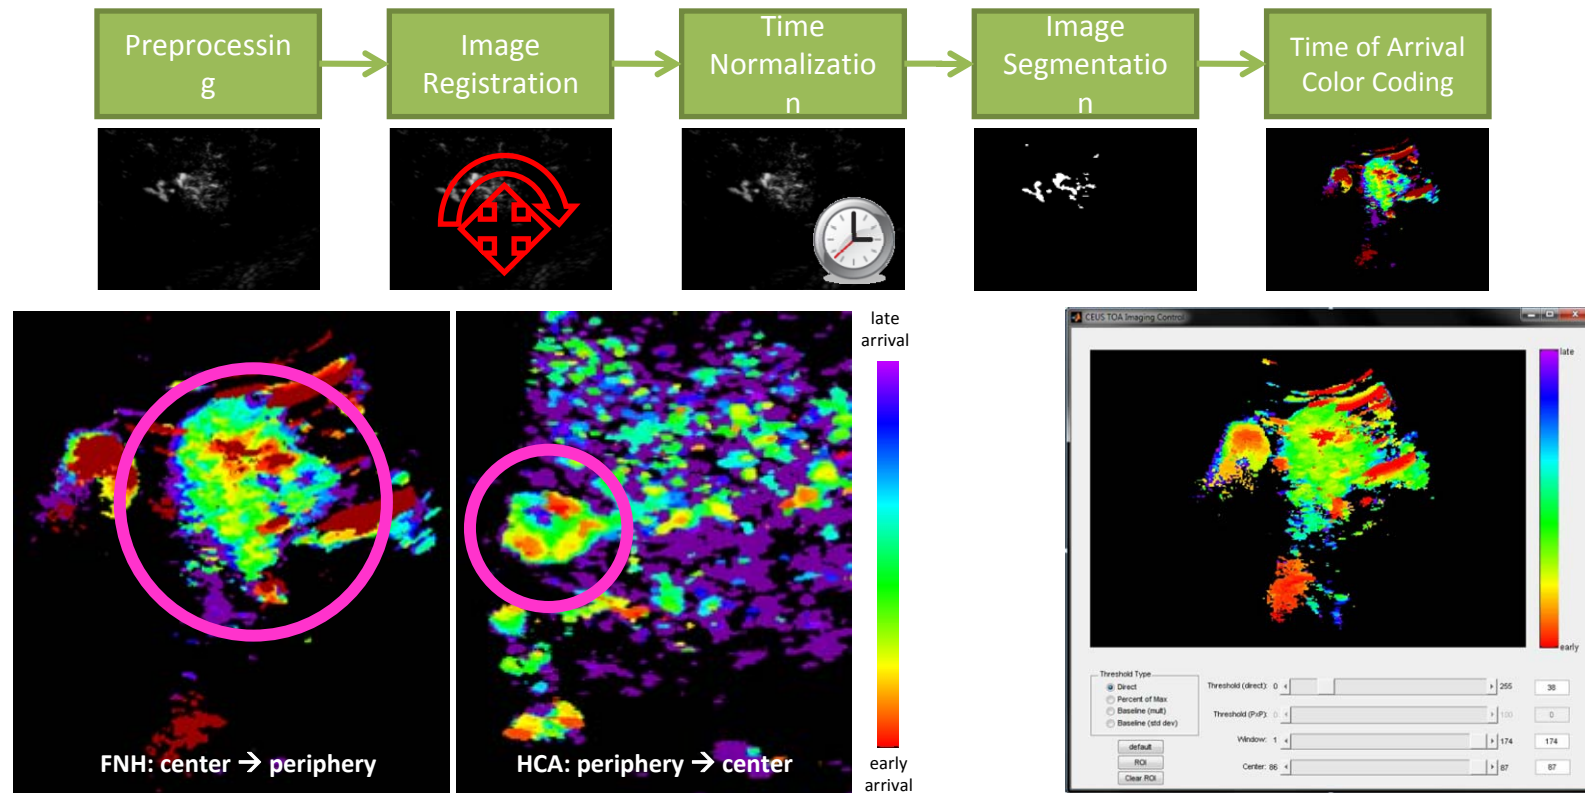 Preprocessin
g
Image
Registration
Time
Normalizatio
n
Image
Segmentatio
n
Time of Arrival
Color Coding
FNH: center → periphery
HCA: periphery → center
late
arrival
early
arrival
CEUS TOA Imaging Control
late
early
Threshold Type
Direct
Percent of Max
Baseline (mult)
Baseline (std dev)
default
ROI
Clear ROI
Threshold (direct): 0 255 38
Threshold (PxP): 0 100 0
Window: 1 174 174
Center: 86 87 87